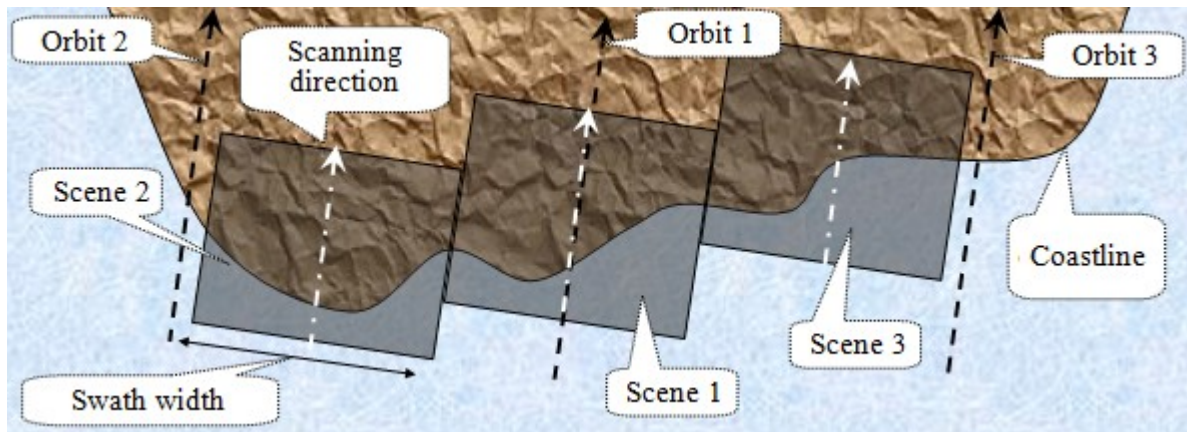 Orbit 2
Scanning
direction
Orbit 1
Orbit 3
Scene 2
Coastline
Scene 3
Swath width
Scene 1